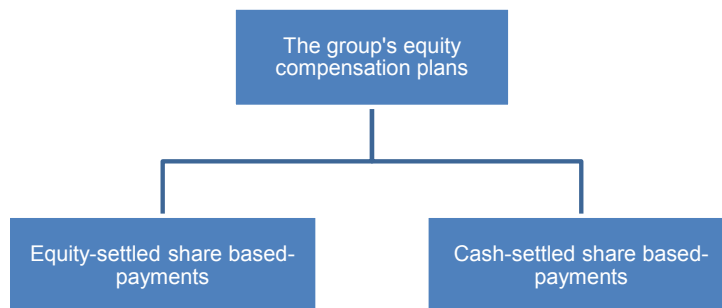 The group's equity
compensation plans
Equity-settled share based-
payments
Cash-settled share based-
payments